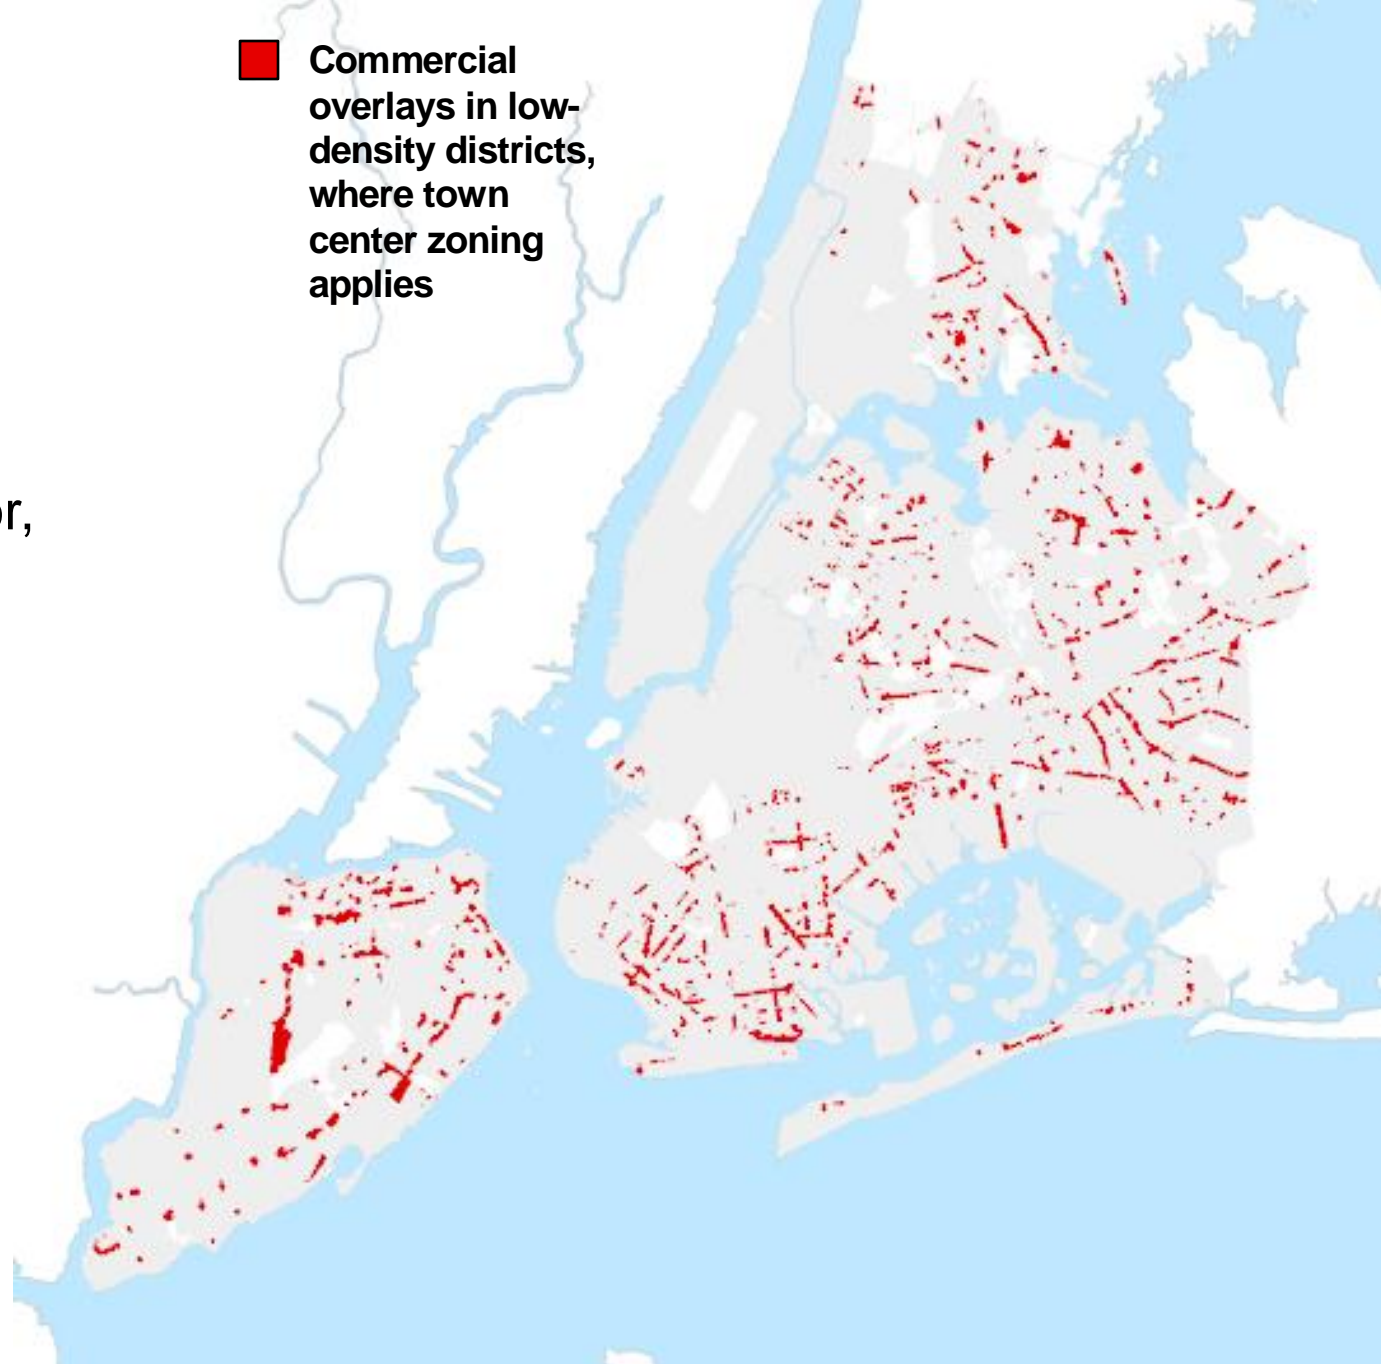 Commercial
overlays in low-
density districts,
where town
center zoning
applies
r,